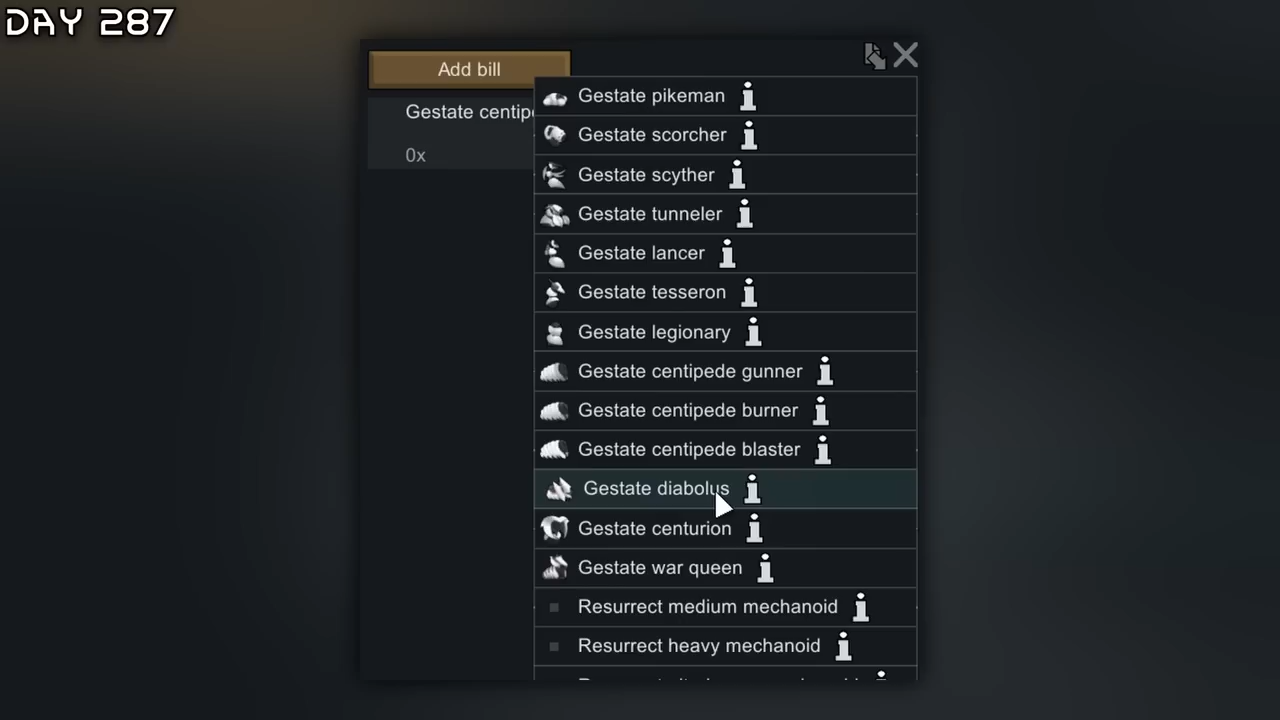 DAY 287
Add bill
Gestate centip
0x
Gestate pikeman
Gestate scorcher
Gestate scyther
Gestate tunneler
Gestate lancer
Gestate tesseron
Gestate legionary
Gestate centipede gunner
Gestate centipede burner
Gestate centipede blaster
Gestate diabolus
Gestate centurion
Gestate war queen
Resurrect medium mechanoid
Resurrect heavy mechanoid